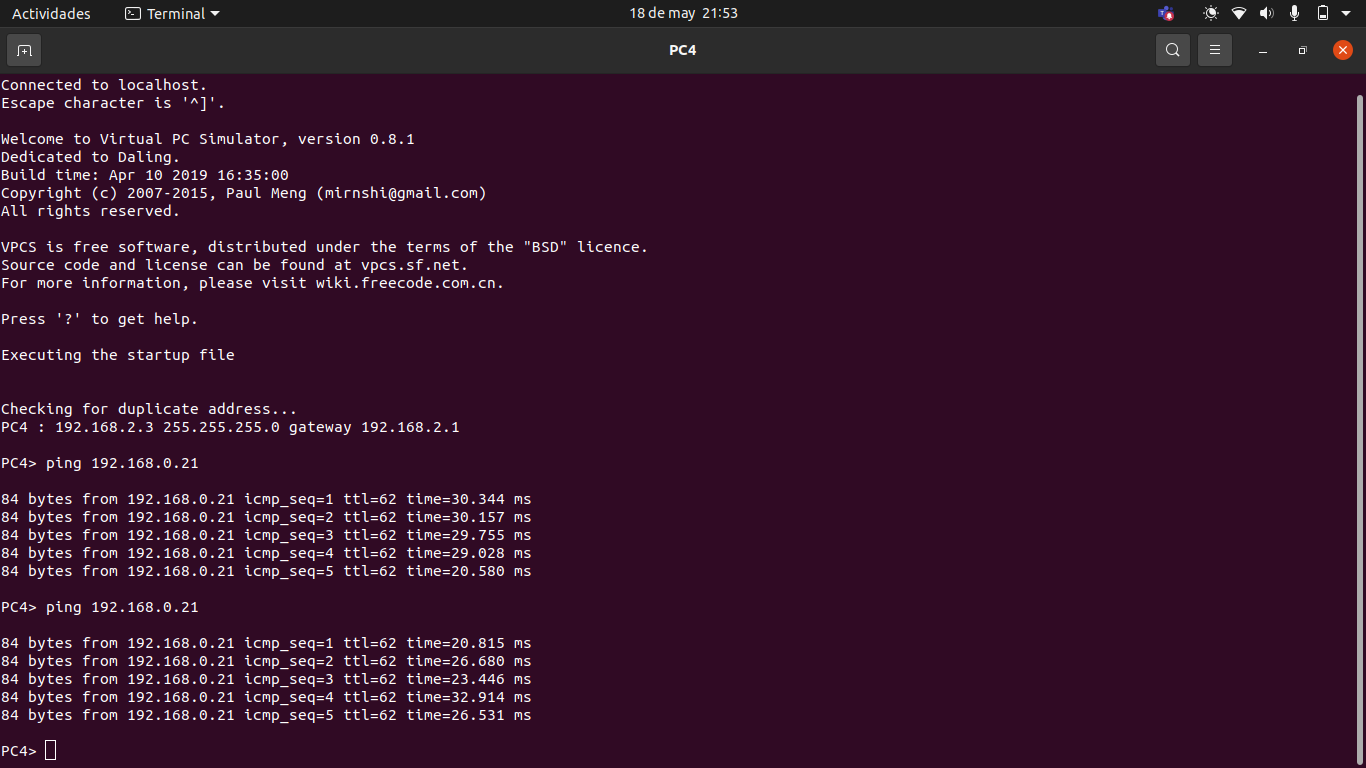 Actividades Terminal 18 de may 21:53
PC4
Connected to localhost.
Escape character is '^]'.
Welcome to Virtual PC Simulator, version 0.8.1
Dedicated to Daling.
Build time: Apr 10 2019 16:35:00
Copyright (c) 2007-2015, Paul Meng (mirnshi@gmail.com)
All rights reserved.
VPCS is free software, distributed under the terms of the "BSD" licence.
Source code and license can be found at vpcs.sf.net.
For more information, please visit wiki.freecode.com.cn.
Press '?' to get help.
Executing the startup file
Checking for duplicate address...
PC4 : 192.168.2.3 255.255.255.0 gateway 192.168.2.1
PC4> ping 192.168.0.21
84 bytes from 192.168.0.21 icmp_seq=1 ttl=62 time=30.344 ms
84 bytes from 192.168.0.21 icmp_seq=2 ttl=62 time=30.157 ms
84 bytes from 192.168.0.21 icmp_seq=3 ttl=62 time=29.755 ms
84 bytes from 192.168.0.21 icmp_seq=4 ttl=62 time=29.028 ms
84 bytes from 192.168.0.21 icmp_seq=5 ttl=62 time=20.580 ms
PC4> ping 192.168.0.21
84 bytes from 192.168.0.21 icmp_seq=1 ttl=62 time=20.815 ms
84 bytes from 192.168.0.21 icmp_seq=2 ttl=62 time=26.680 ms
84 bytes from 192.168.0.21 icmp_seq=3 ttl=62 time=23.446 ms
84 bytes from 192.168.0.21 icmp_seq=4 ttl=62 time=32.914 ms
84 bytes from 192.168.0.21 icmp_seq=5 ttl=62 time=26.531 ms
PC4>